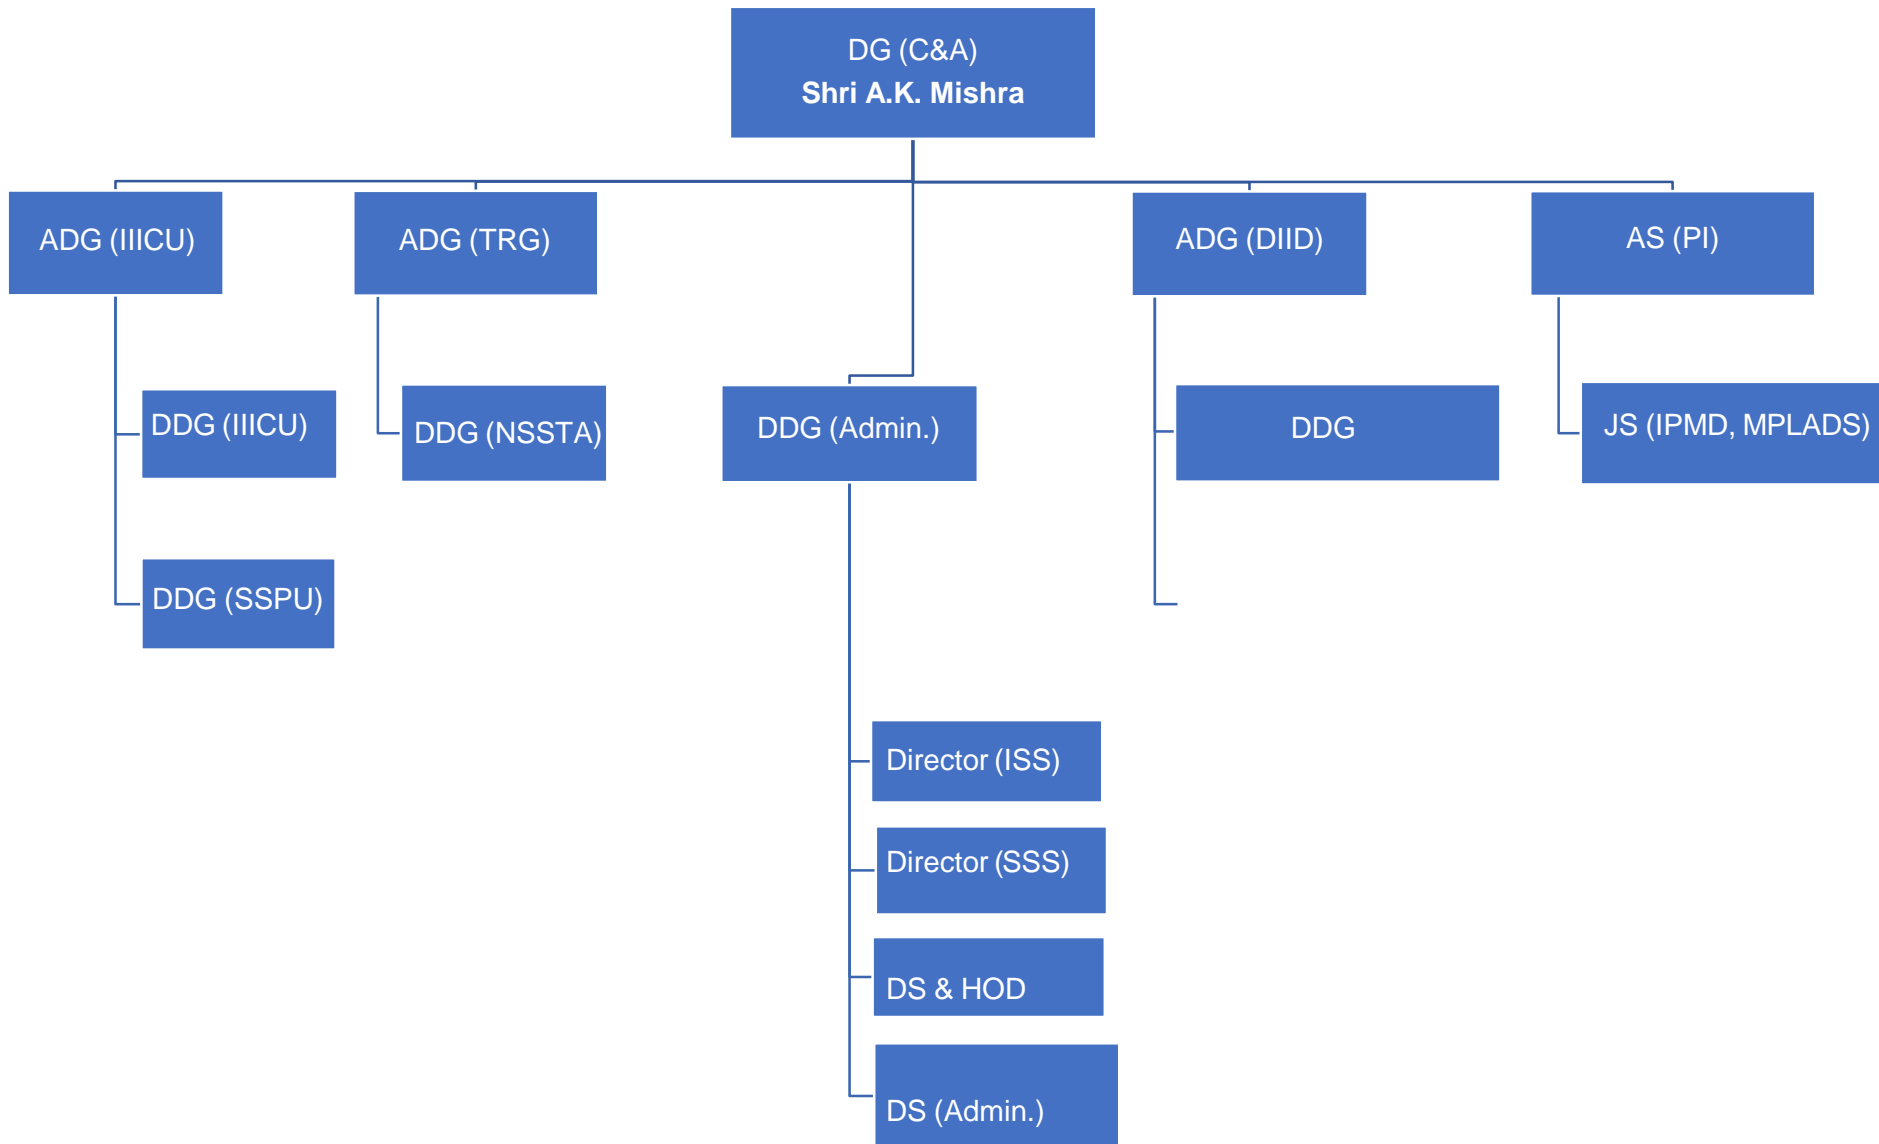 DG (C&A)
Shri A.K. Mishra
ADG (IIICU)
ADG (TRG)
ADG (DIID)
AS (PI)
DDG (IIICU)
DDG (NSSTA)
DDG (Admin.)
DDG
JS (IPMD, MPLADS)
DDG (SSPU)
Director (ISS)
Director (SSS)
DS & HOD
DS (Admin.)